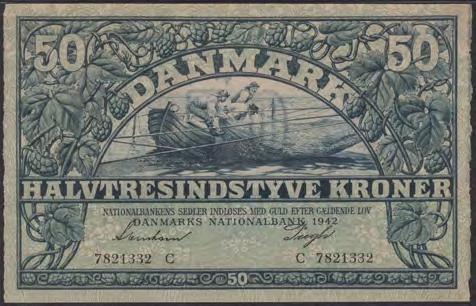 50 50
DANMARK
HALVTRESINDSTYVE KRONER
NATIONALBANKENS SEDLER INDLØSES MED GULD EFTER GÆLDENDE LOV
DANMARKS NATIONALBANK 1942
7821332 C C 7821332
50